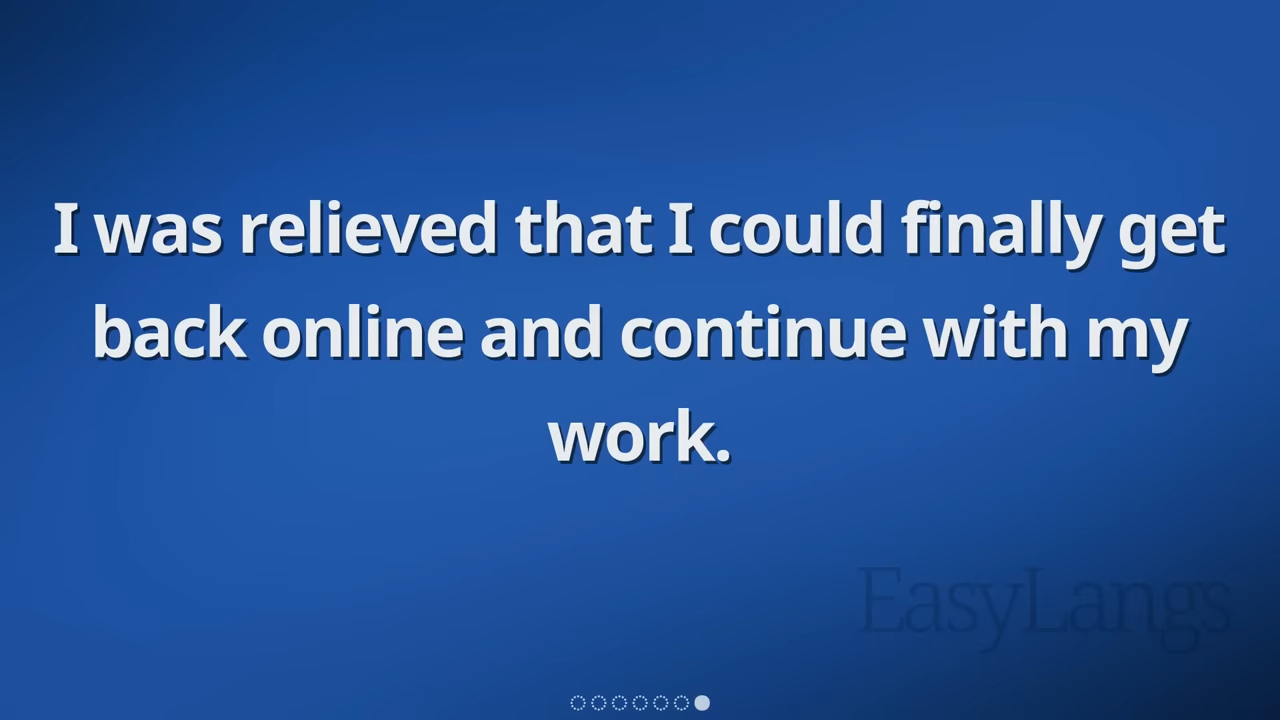 I was relieved that I could finally get
back online and continue with my
work.
EasyLangs